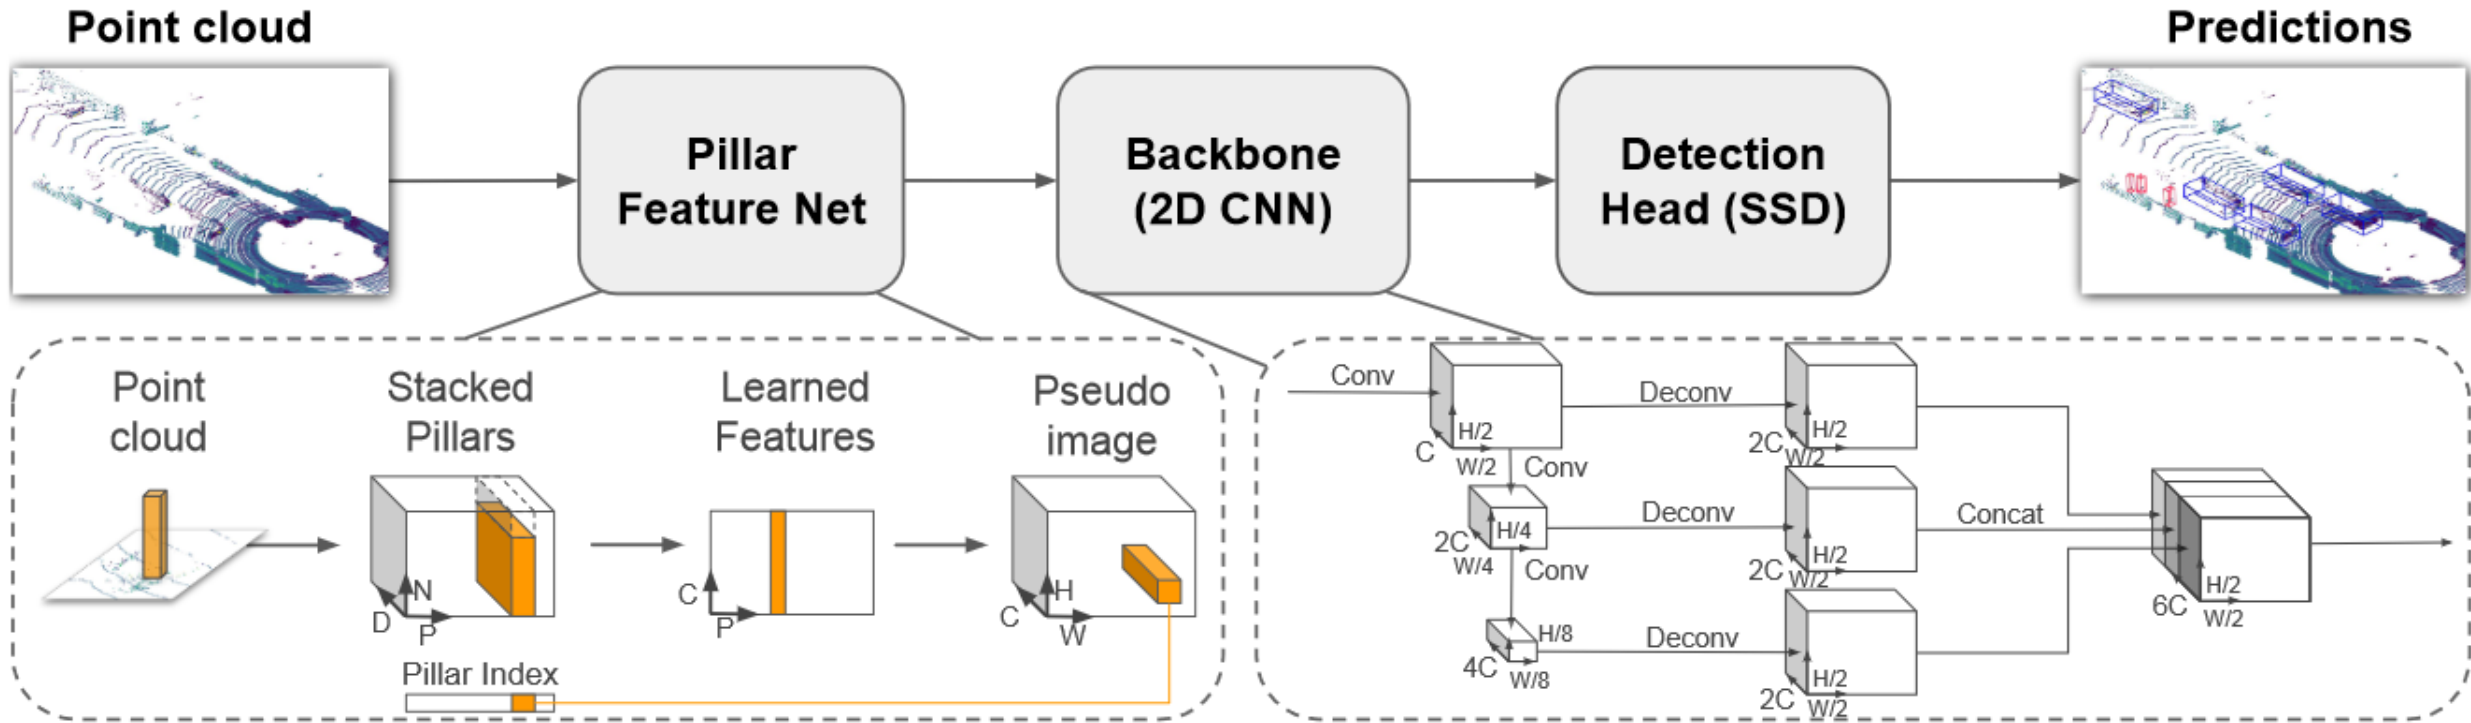 Point cloud
Predictions
Pillar
Feature Net
Backbone
(2D CNN)
Detection
Head (SSD)
Point
cloud
Stacked
Pillars
Learned
Features
Pseudo
image
N
D
P
C
P
H
C
W
Pillar Index
Conv
H/2
C
W/2
Conv
Deconv
H/2
2C
W/2
H/4
2C
W/4
Conv
Deconv
H/2
2C
W/2
H/8
4C
W/8
Deconv
H/2
2C
W/2
Concat
H/2
6C
W/2